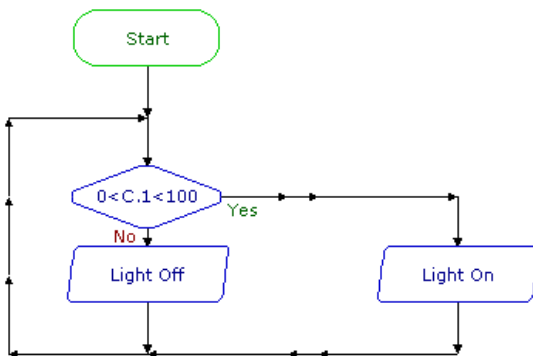 Start
0<C.1<100
Yes
No
Light Off
Light On